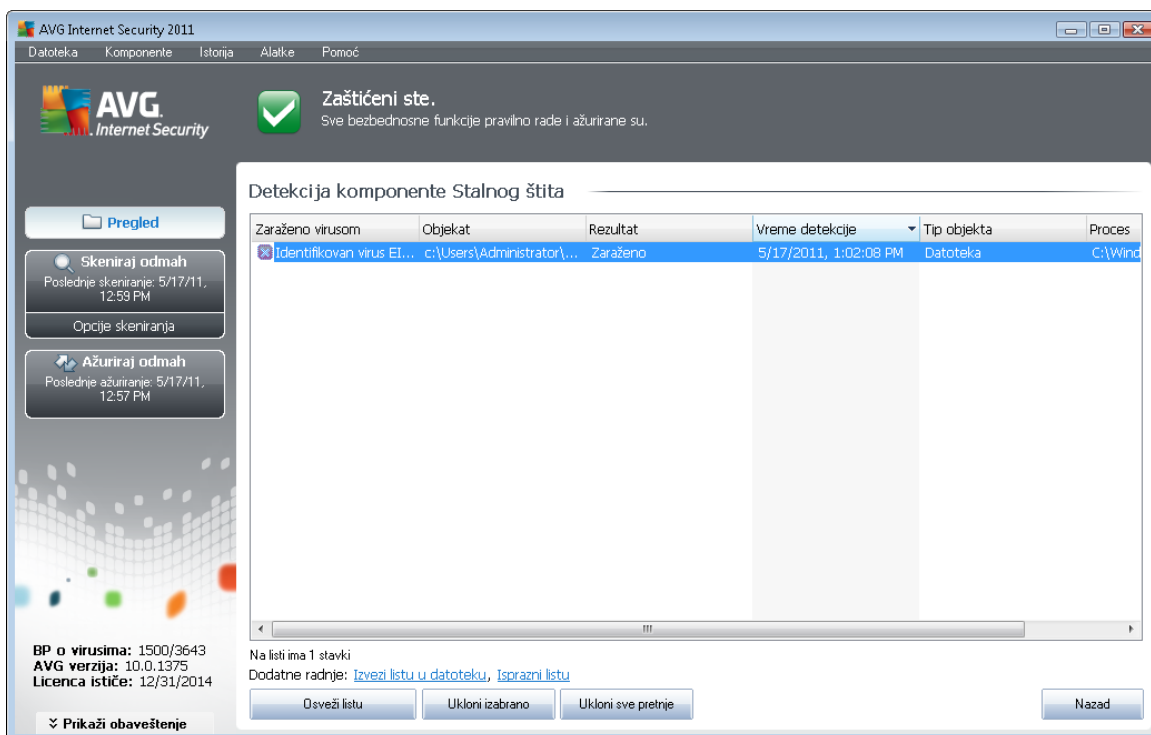 AVG Internet Security 2011
Datoteka Komponente Istorija Alatke Pomoć
AVG.
Internet Security
Zaštićeni ste.
Sve bezbednosne funkcije pravilno rade i ažurirane su.
Pregled
Skeniraj odmah
Poslednje skeniranje: 5/17/11,
12:59 PM
Opcije skeniranja
Ažuriraj odmah
Poslednje ažuriranje: 5/17/11,
12:57 PM
BP o virusima: 1500/3643
AVG verzija: 10.0.1375
Licenca ističe: 12/31/2014
Prikaži obaveštenje
Detekcija komponente Stalnog štita
Zaraženo virusom Objekat Rezultat Vreme detekcije Tip objekta Proces
Identifikovan virus EI... c:\Users\Administrator\... Zaraženo 5/17/2011, 1:02:08 PM Datoteka C:\Wind
Na listi ima 1 stavki
Dodatne radnje: Izvezi listu u datoteku, Isprazni listu
Osveži listu Ukloni izabrano Ukloni sve pretnje Nazad